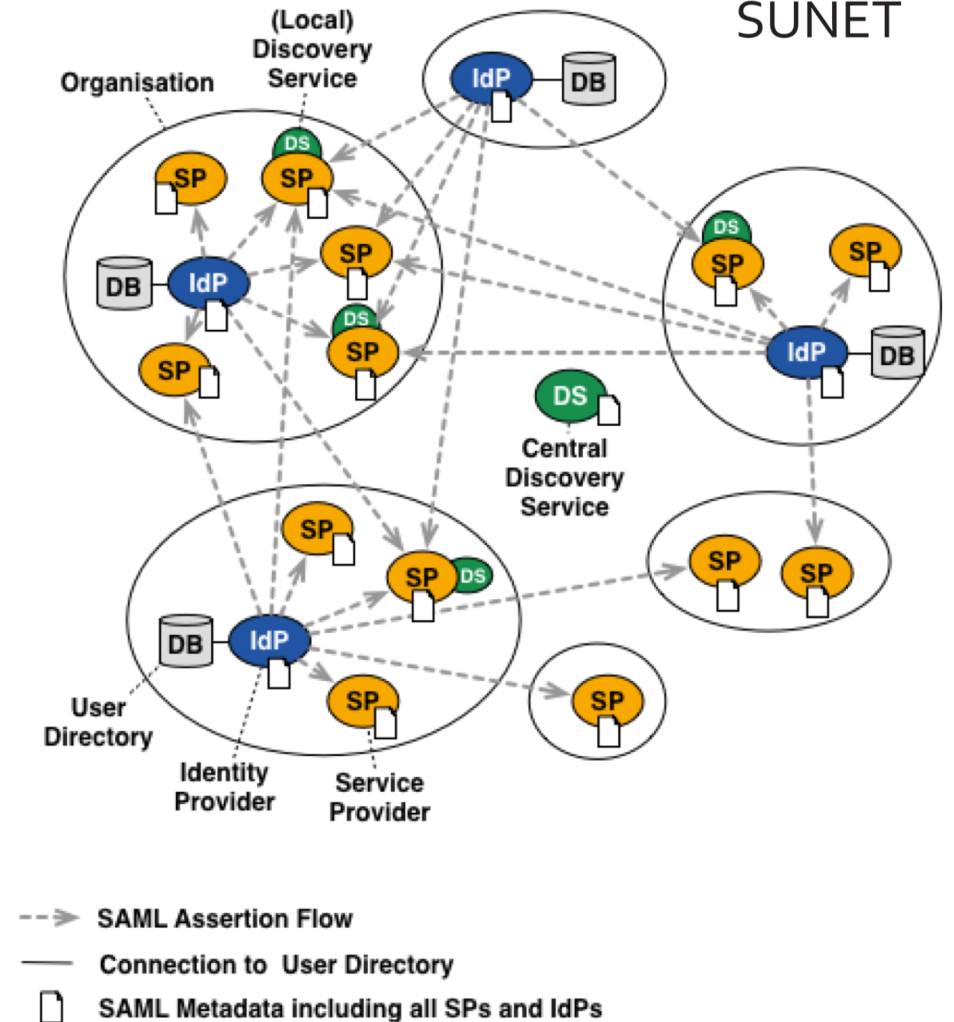 SUNET
(Local)
Discovery
Service
Organisation
IdP
DB
DS
SP
SP
DS
SP
SP
DB
IdP
DS
SP
SP
SP
IdP
DB
DS
Central
Discovery
Service
SP
SP
DS
SP
SP
DB
IdP
SP
SP
User
Directory
Identity
Provider
Service
Provider
SAML Assertion Flow
Connection to User Directory
SAML Metadata including all SPs and IdPs